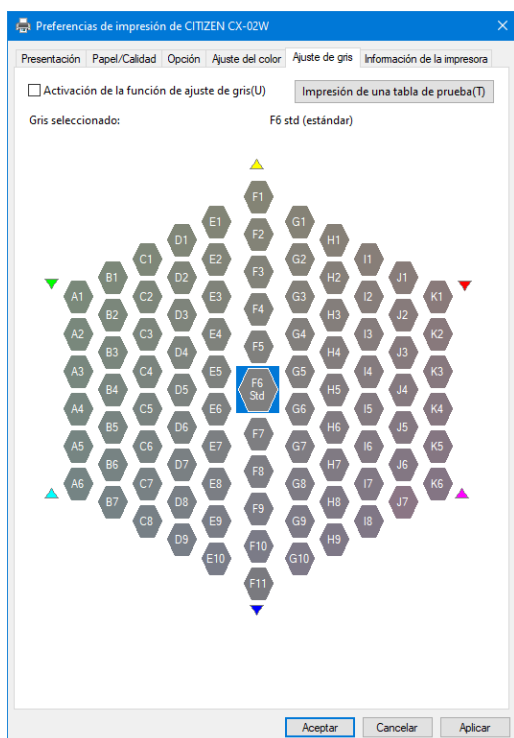 Preferencias de impresión de CITIZEN CX-02W
Presentación Papel/Calidad Opción Ajuste del color Ajuste de gris Información de la impresora
Activación de la función de ajuste de gris(U) Impresión de una tabla de prueba(T)
Gris seleccionado: F6 std (estándar)
F1
E1 G1
D1 F2 H1
C1 E2 G2 I1
B1 D2 F3 H2 J1
A1 C2 E3 G3 I2 K1
B2 D3 F4 H3 J2
A2 C3 E4 G4 I3 K2
B3 D4 F5 H4 J3
A3 C4 E5 G5 I4 K3
B4 D5 F6 H5 J4
Std
A4 C5 E6 G6 I5 K4
B5 D6 F7 H6 J5
A5 C6 E7 G7 I6 K5
B6 D7 F8 H7 J6
A6 C7 E8 G8 I7 K6
B7 D8 F9 H8 J7
C8 E9 G9 I8
D9 F10 H9
E10 G10
F11
Aceptar Cancelar Aplicar